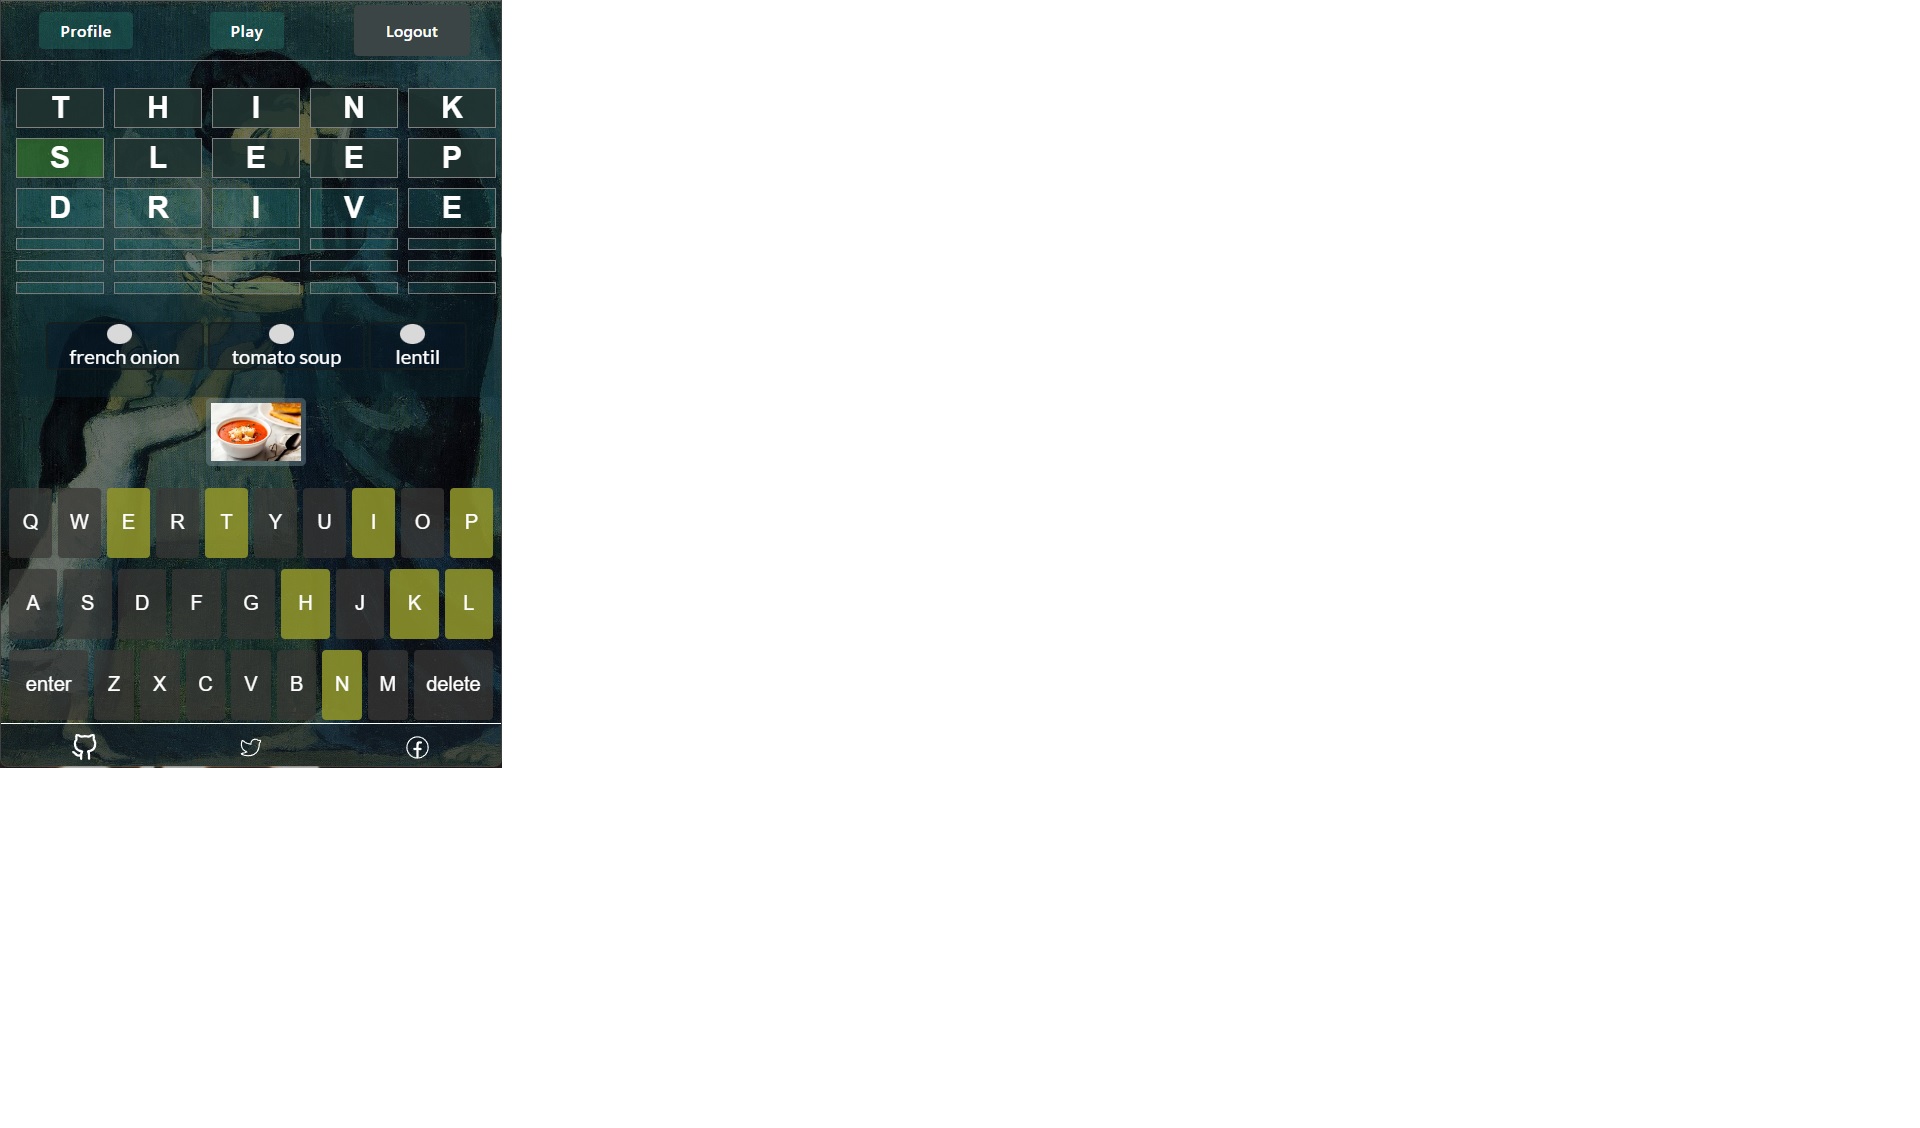 Profile Play Logout
T H I N K
S L E E P
D R I V E
french onion tomato soup lentil
Q W E R T Y U I O P
A S D F G H J K L
enter Z X C V B N M delete